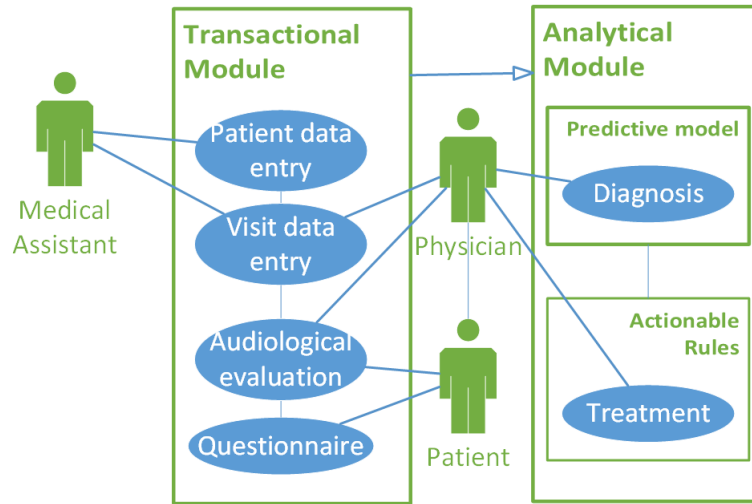 Transactional
Module
Patient data
entry
Visit data
entry
Audiological
evaluation
Questionnaire
Medical
Assistant
Physician
Patient
Analytical
Module
Predictive model
Diagnosis
Actionable
Rules
Treatment